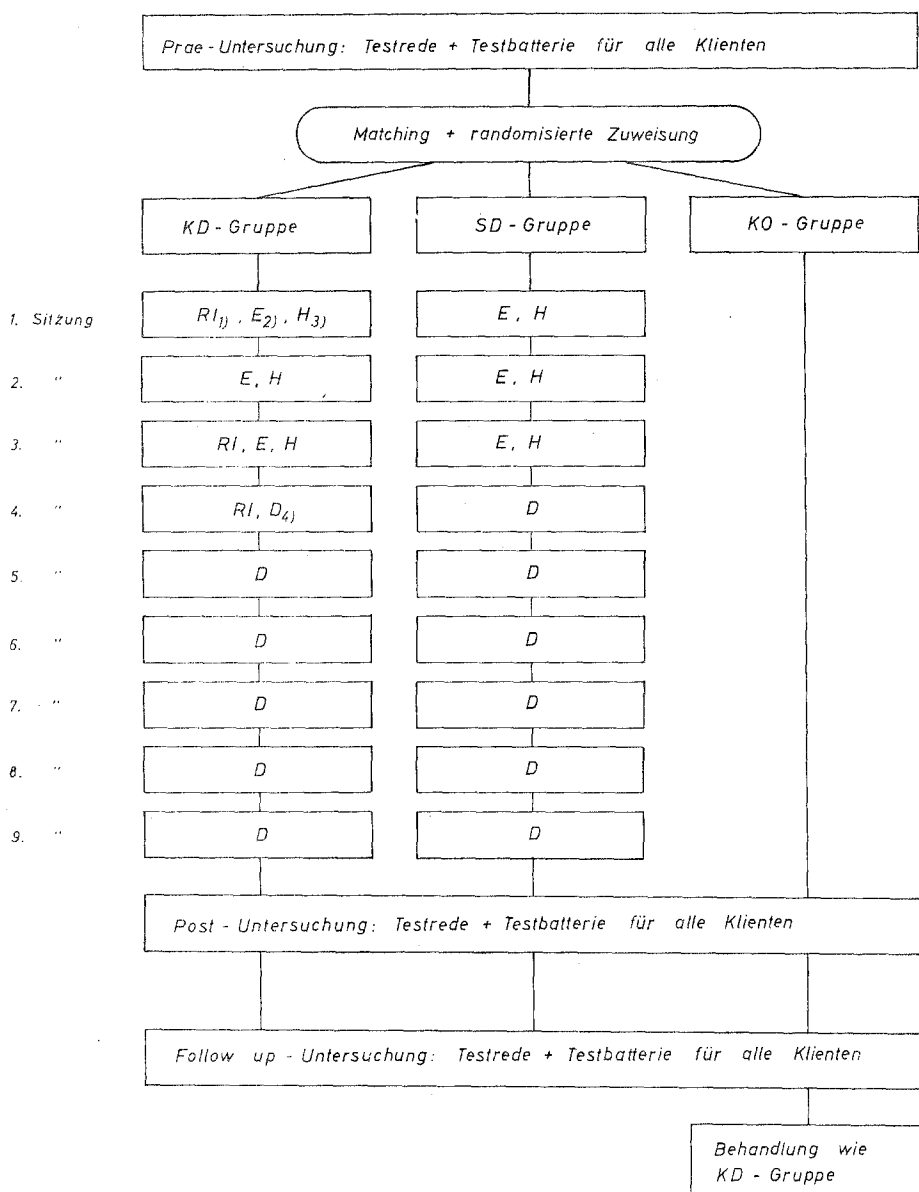 Prae-Untersuchung: Testrede + Testbatterie für alle Klienten
Matching + randomisierte Zuweisung
KD-Gruppe SD-Gruppe KO-Gruppe
1. Sitzung RI1) , E2) , H3) E, H
2. " E, H E, H
3. " RI, E, H E, H
4. " RI, D4) D
5. " D D
6. " D D
7. " D D
8. " D D
9. " D D
Post-Untersuchung: Testrede + Testbatterie für alle Klienten
Follow up-Untersuchung: Testrede + Testbatterie für alle Klienten
Behandlung wie
KD-Gruppe